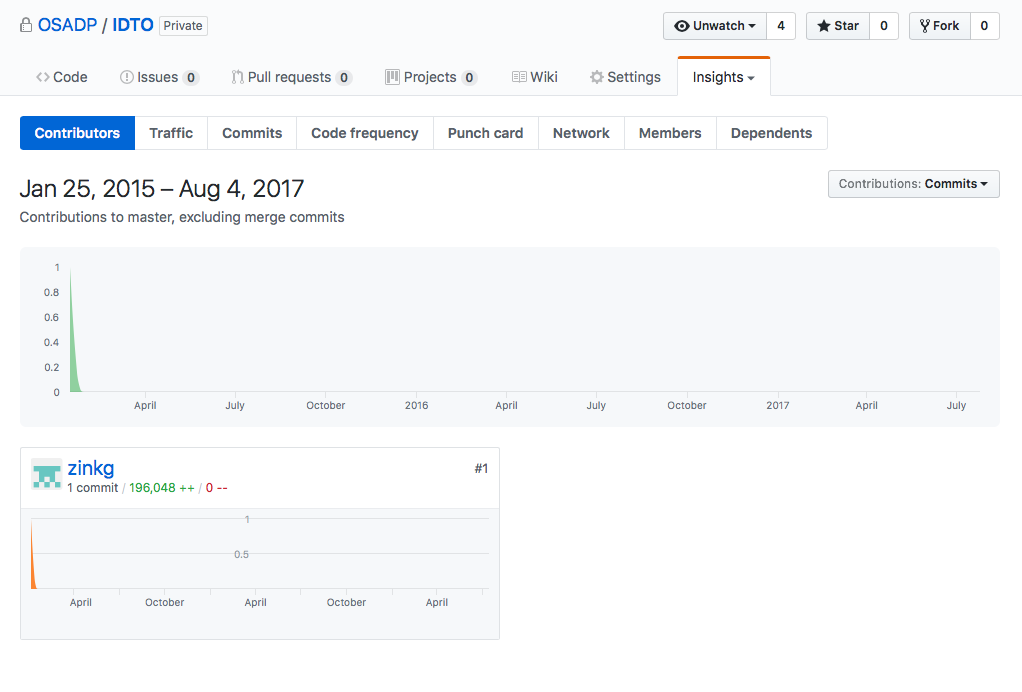 OSADP / IDTO Private Unwatch 4 Star 0 Fork 0
Code Issues 0 Pull requests 0 Projects 0 Wiki Settings Insights
Contributors Traffic Commits Code frequency Punch card Network Members Dependents
Jan 25, 2015 – Aug 4, 2017 Contributions: Commits
Contributions to master, excluding merge commits
1
0.8
0.6
0.4
0.2
0
April July October 2016 April July October 2017 April July
zinkg #1
1 commit / 196,048 ++ / 0 --
1
0.5
April October April October April